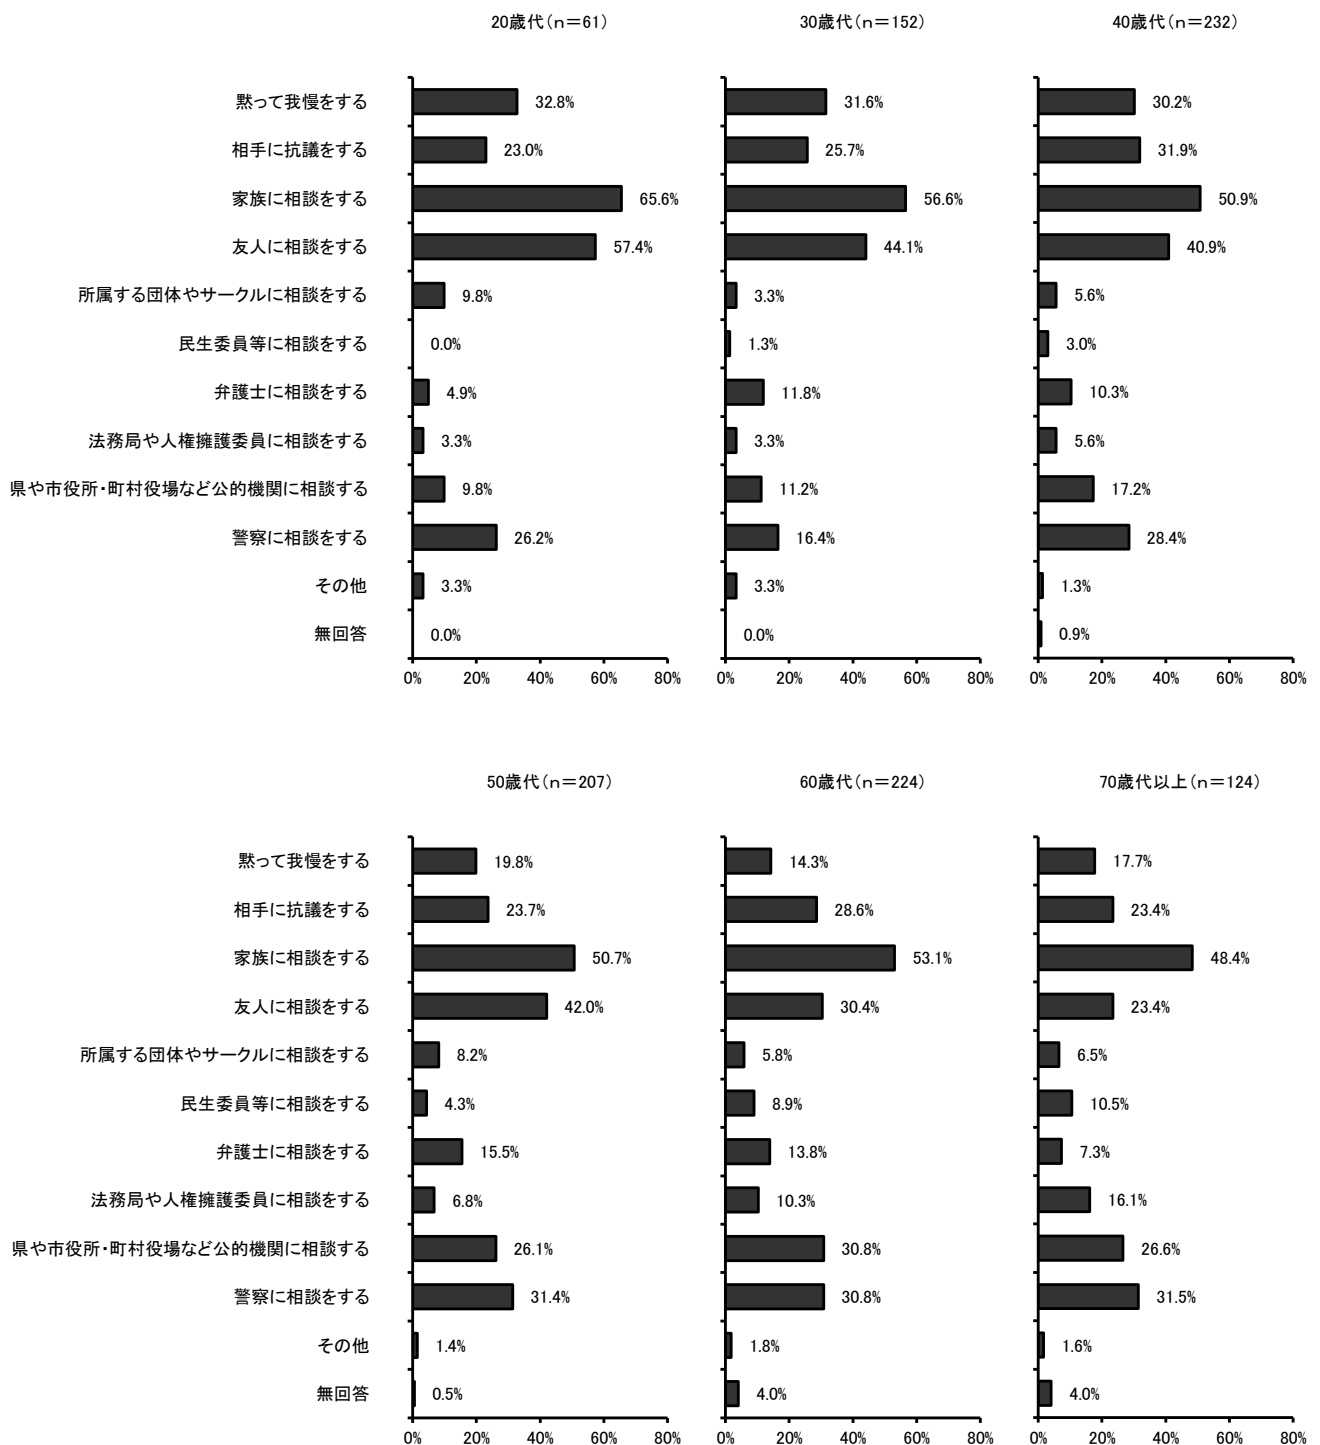 20歳代（n=61）　30歳代（n=152）　40歳代（n=232）
黙って我慢をする　32.8%　31.6%　30.2%
相手に抗議をする　23.0%　25.7%　31.9%
家族に相談をする　65.6%　56.6%　50.9%
友人に相談をする　57.4%　44.1%　40.9%
所属する団体やサークルに相談をする　9.8%　3.3%　5.6%
民生委員等に相談をする　0.0%　1.3%　3.0%
弁護士に相談をする　4.9%　11.8%　10.3%
法務局や人権擁護委員に相談をする　3.3%　3.3%　5.6%
県や市役所・町村役場など公的機関に相談する　9.8%　11.2%　17.2%
警察に相談をする　26.2%　16.4%　28.4%
その他　3.3%　3.3%　1.3%
無回答　0.0%　0.0%　0.9%
0%　20%　40%　60%　80%　0%　20%　40%　60%　80%　0%　20%　40%　60%　80%
50歳代（n=207）　60歳代（n=224）　70歳代以上（n=124）
黙って我慢をする　19.8%　14.3%　17.7%
相手に抗議をする　23.7%　28.6%　23.4%
家族に相談をする　50.7%　53.1%　48.4%
友人に相談をする　42.0%　30.4%　23.4%
所属する団体やサークルに相談をする　8.2%　5.8%　6.5%
民生委員等に相談をする　4.3%　8.9%　10.5%
弁護士に相談をする　15.5%　13.8%　7.3%
法務局や人権擁護委員に相談をする　6.8%　10.3%　16.1%
県や市役所・町村役場など公的機関に相談する　26.1%　30.8%　26.6%
警察に相談をする　31.4%　30.8%　31.5%
その他　1.4%　1.8%　1.6%
無回答　0.5%　4.0%　4.0%
0%　20%　40%　60%　80%　0%　20%　40%　60%　80%　0%　20%　40%　60%　80%